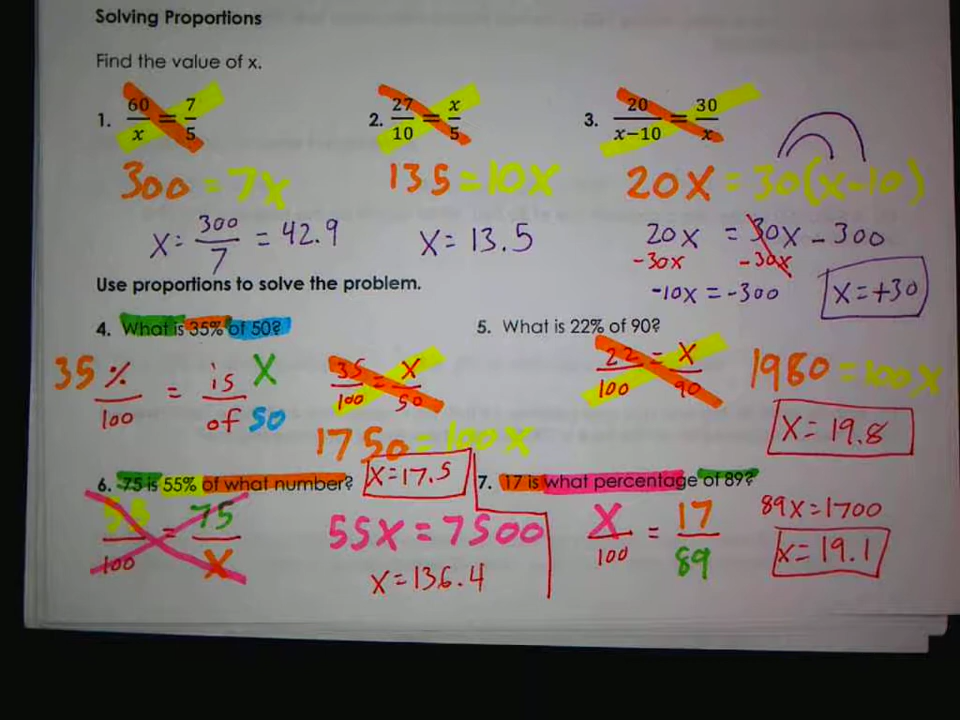 Solving Proportions
Find the value of x.
1. 60/x = 7/5
300 = 7x
x = 300/7 = 42.9
2. 27/10 = x/5
135 = 10x
x = 13.5
3. 20/x−10 = 30/x
20x = 30(x-10)
20x = 30x - 300
-30x -30x
-10x = -300
x = +30
Use proportions to solve the problem.
4. What is 35% of 50?
35 %/100 = is x/of 50
35/100 = x/50
1750 = 100x
x = 17.5
5. What is 22% of 90?
22/100 = x/90
1980 = 100x
x = 19.8
6. 75 is 55% of what number?
55/100 = 75/x
55x = 7500
x = 136.4
7. 17 is what percentage of 89?
x/100 = 17/89
89x = 1700
x = 19.1